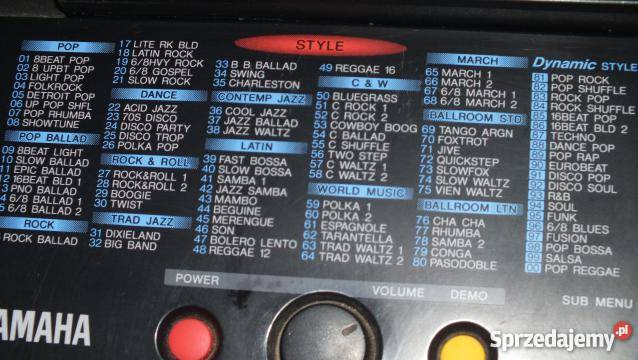 STYLE
POP
01 8BEAT POP
02 8 UPBT POP
03 LIGHT POP
04 FOLKROCK
05 DETROIT POP
06 UP POP SHFL
07 POP RHUMBA
08 SHOWTUNE
POP BALLAD
09 8BEAT LIGHT
10 SLOW BALLAD
11 EPIC BALLAD
12 16BEAT BLD 1
3 PNO BALLAD
4 6/8 BALLAD 1
5 6/8 BALLAD 2
ROCK
ROCK BALLAD
17 LITE RK BLD
18 LATIN ROCK
19 6/8HVY ROCK
20 6/8 GOSPEL
21 SLOW ROCK
DANCE
22 ACID JAZZ
23 70S DISCO
24 DISCO PARTY
25 DISCO TROP
26 POLKA POP
ROCK & ROLL
27 ROCK&ROLL 1
28 ROCK&ROLL 2
29 BOOGIE
30 TWIST
TRAD JAZZ
31 DIXIELAND
32 BIG BAND
33 B B BALLAD
34 SWING
35 CHARLESTON
CONTEMP JAZZ
36 COOL JAZZ
37 JAZZ BALLAD
38 JAZZ WALTZ
LATIN
39 FAST BOSSA
40 SLOW BOSSA
41 SAMBA 1
42 JAZZ SAMBA
43 MAMBO
44 BEGUINE
45 MERENGUE
46 SON
47 BOLERO LENTO
48 REGGAE 12
49 REGGAE 16
C & W
50 BLUEGRASS
51 C ROCK 1
52 C ROCK 2
53 COWBOY BOOG
54 C BALLAD
55 C SHUFFLE
56 TWO STEP
57 C WALTZ 1
58 C WALTZ 2
WORLD MUSIC
59 POLKA 1
60 POLKA 2
61 ESPAGNOLE
62 TARANTELLA
63 TRAD WALTZ 1
64 TRAD WALTZ 2
MARCH
65 MARCH 1
66 MARCH 2
67 6/8 MARCH 1
68 6/8 MARCH 2
BALLROOM STD
69 TANGO ARGN
70 FOXTROT
71 JIVE
72 QUICKSTEP
73 SLOWFOX
74 SLOW WALTZ
75 VIEN WALTZ
BALLROOM LTN
76 CHA CHA
77 RHUMBA
78 SAMBA 2
79 CONGA
80 PASODOBLE
Dynamic STYLE
81 POP ROCK
82 POP SHUFFLE
83 ROCK POP
84 ROCK SHUFFLE
85 16BEAT POP
86 16BEAT BLD 2
87 TECHNO
88 DANCE POP
89 POP RAP
90 EUROBEAT
91 DISCO POP
92 DISCO SOUL
93 R&B
94 SOUL
95 FUNK
96 6/8 BLUES
97 FUSION
98 POP BOSSA
99 SALSA
00 POP REGGAE
POWER
VOLUME
DEMO
SUB MENU
AMAHA
Sprzedajemy.pl